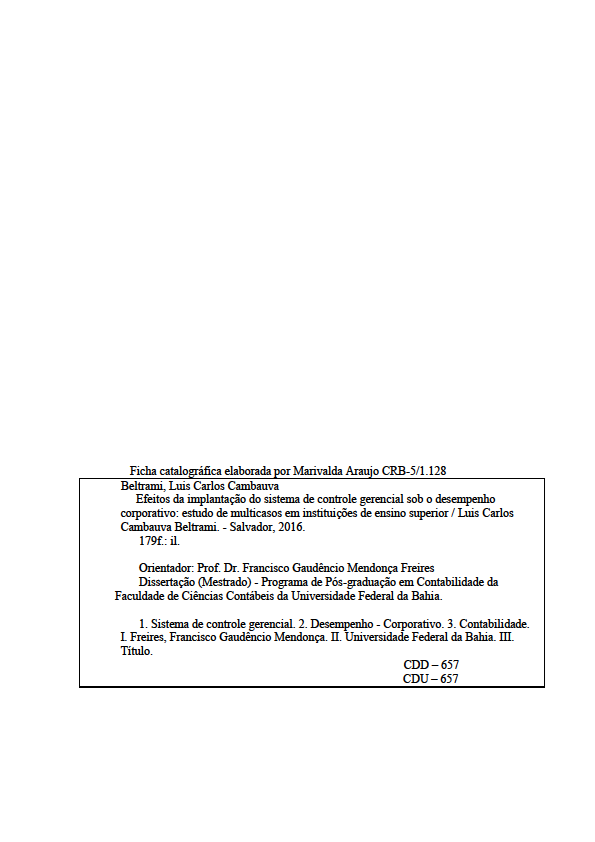 Ficha catalográfica elaborada por Marivalda Araujo CRB-5/1.128
Beltrami, Luis Carlos Cambauva
Efeitos da implantação do sistema de controle gerencial sob o desempenho
corporativo: estudo de multicasos em instituições de ensino superior / Luis Carlos
Cambauva Beltrami. - Salvador, 2016.
179f.: il.
Orientador: Prof. Dr. Francisco Gaudêncio Mendonça Freires
Dissertação (Mestrado) - Programa de Pós-graduação em Contabilidade da
Faculdade de Ciências Contábeis da Universidade Federal da Bahia.
1. Sistema de controle gerencial. 2. Desempenho - Corporativo. 3. Contabilidade.
I. Freires, Francisco Gaudêncio Mendonça. II. Universidade Federal da Bahia. III.
Título.
CDD – 657
CDU – 657